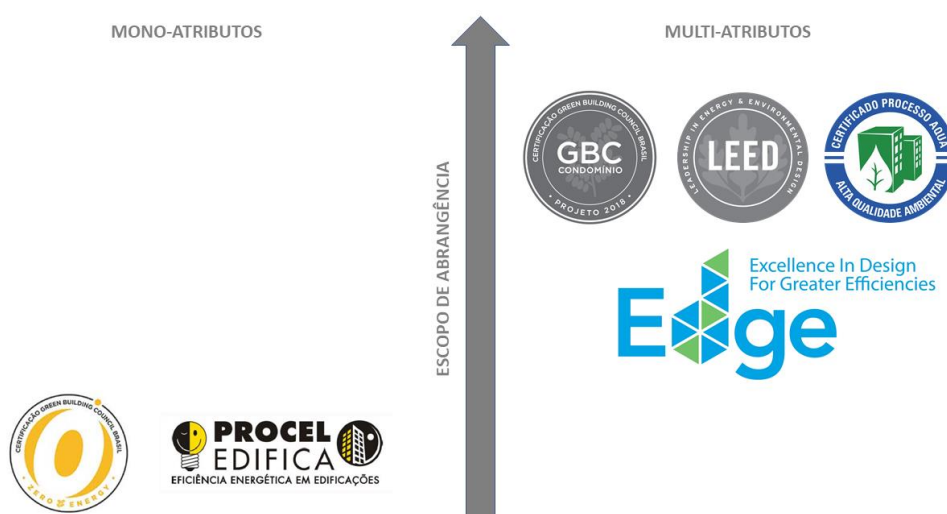 MONO-ATRIBUTOS
MULTI-ATRIBUTOS
ESCOPO DE ABRANGÊNCIA
CERTIFICAÇÃO GREEN BUILDING COUNCIL BRASIL
GBC
CONDOMÍNIO
• PROJETO 2018 •
LEADERSHIP IN ENERGY & ENVIRONMENTAL DESIGN
LEED
CERTIFICADO PROCESSO AQUA
ALTA QUALIDADE AMBIENTAL
Excellence In Design
For Greater Efficiencies
Edge
CERTIFICAÇÃO GREEN BUILDING COUNCIL BRASIL
ZERO ENERGY
PROCEL
EDIFICA
EFICIÊNCIA ENERGÉTICA EM EDIFICAÇÕES